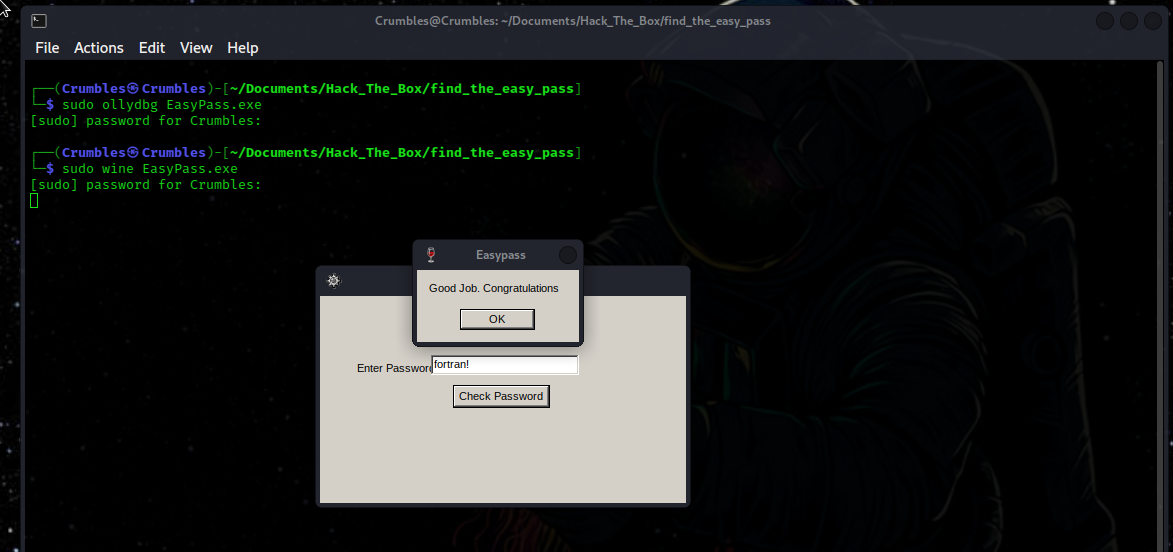 Crumbles@Crumbles: ~/Documents/Hack_The_Box/find_the_easy_pass
File Actions Edit View Help
┌──(Crumbles㉿Crumbles)-[~/Documents/Hack_The_Box/find_the_easy_pass]
└─$ sudo ollydbg EasyPass.exe
[sudo] password for Crumbles:
┌──(Crumbles㉿Crumbles)-[~/Documents/Hack_The_Box/find_the_easy_pass]
└─$ sudo wine EasyPass.exe
[sudo] password for Crumbles:
Easypass
Good Job. Congratulations
OK
Enter Password fortran!
Check Password